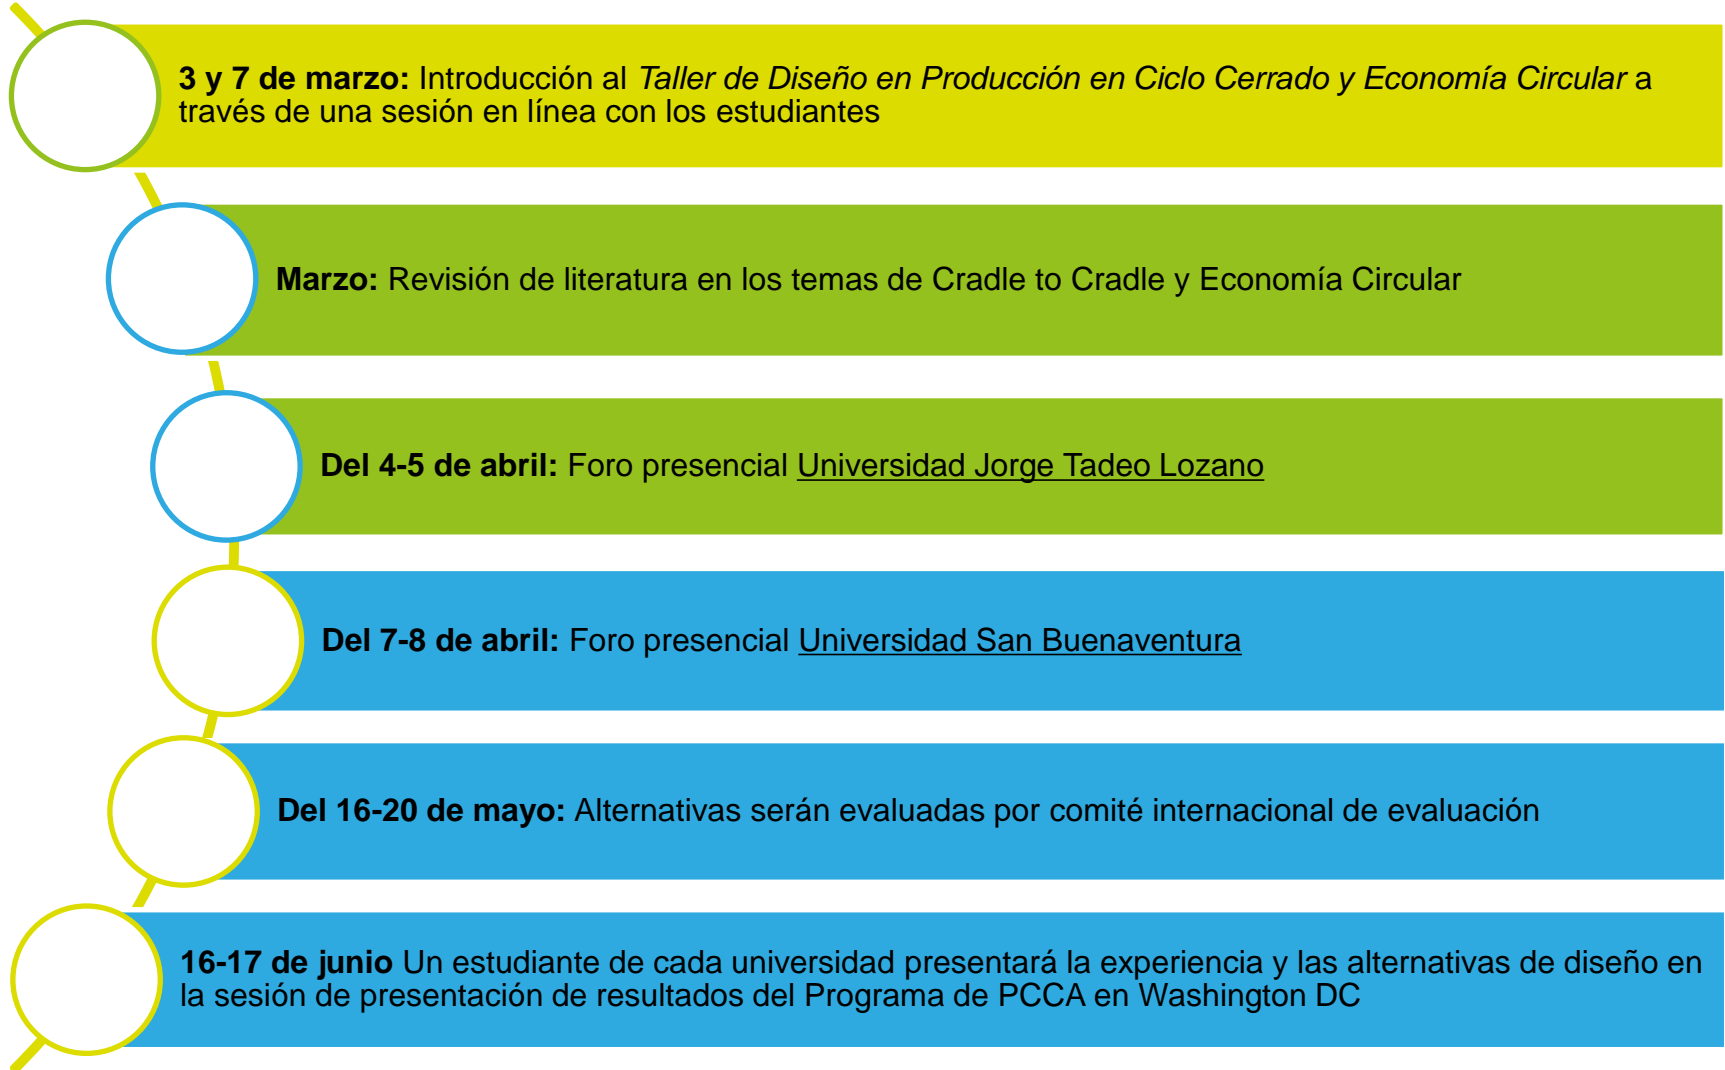 3 y 7 de marzo: Introducción al Taller de Diseño en Producción en Ciclo Cerrado y Economía Circular a
través de una sesión en línea con los estudiantes
Marzo: Revisión de literatura en los temas de Cradle to Cradle y Economía Circular
Del 4-5 de abril: Foro presencial Universidad Jorge Tadeo Lozano
Del 7-8 de abril: Foro presencial Universidad San Buenaventura
Del 16-20 de mayo: Alternativas serán evaluadas por comité internacional de evaluación
16-17 de junio Un estudiante de cada universidad presentará la experiencia y las alternativas de diseño en
la sesión de presentación de resultados del Programa de PCCA en Washington DC